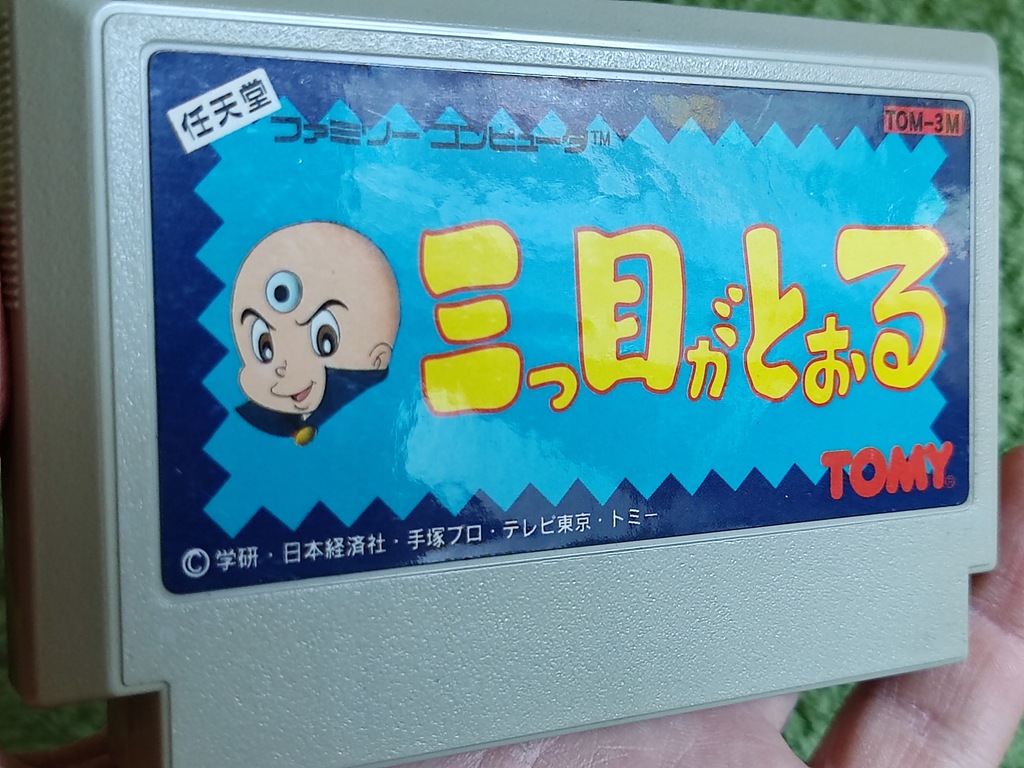 任天堂
ファミリーコンピュータ™
TOM-3M
三つ目がとおる
TOMY®
©学研・日本経済社・手塚プロ・テレビ東京・トミー